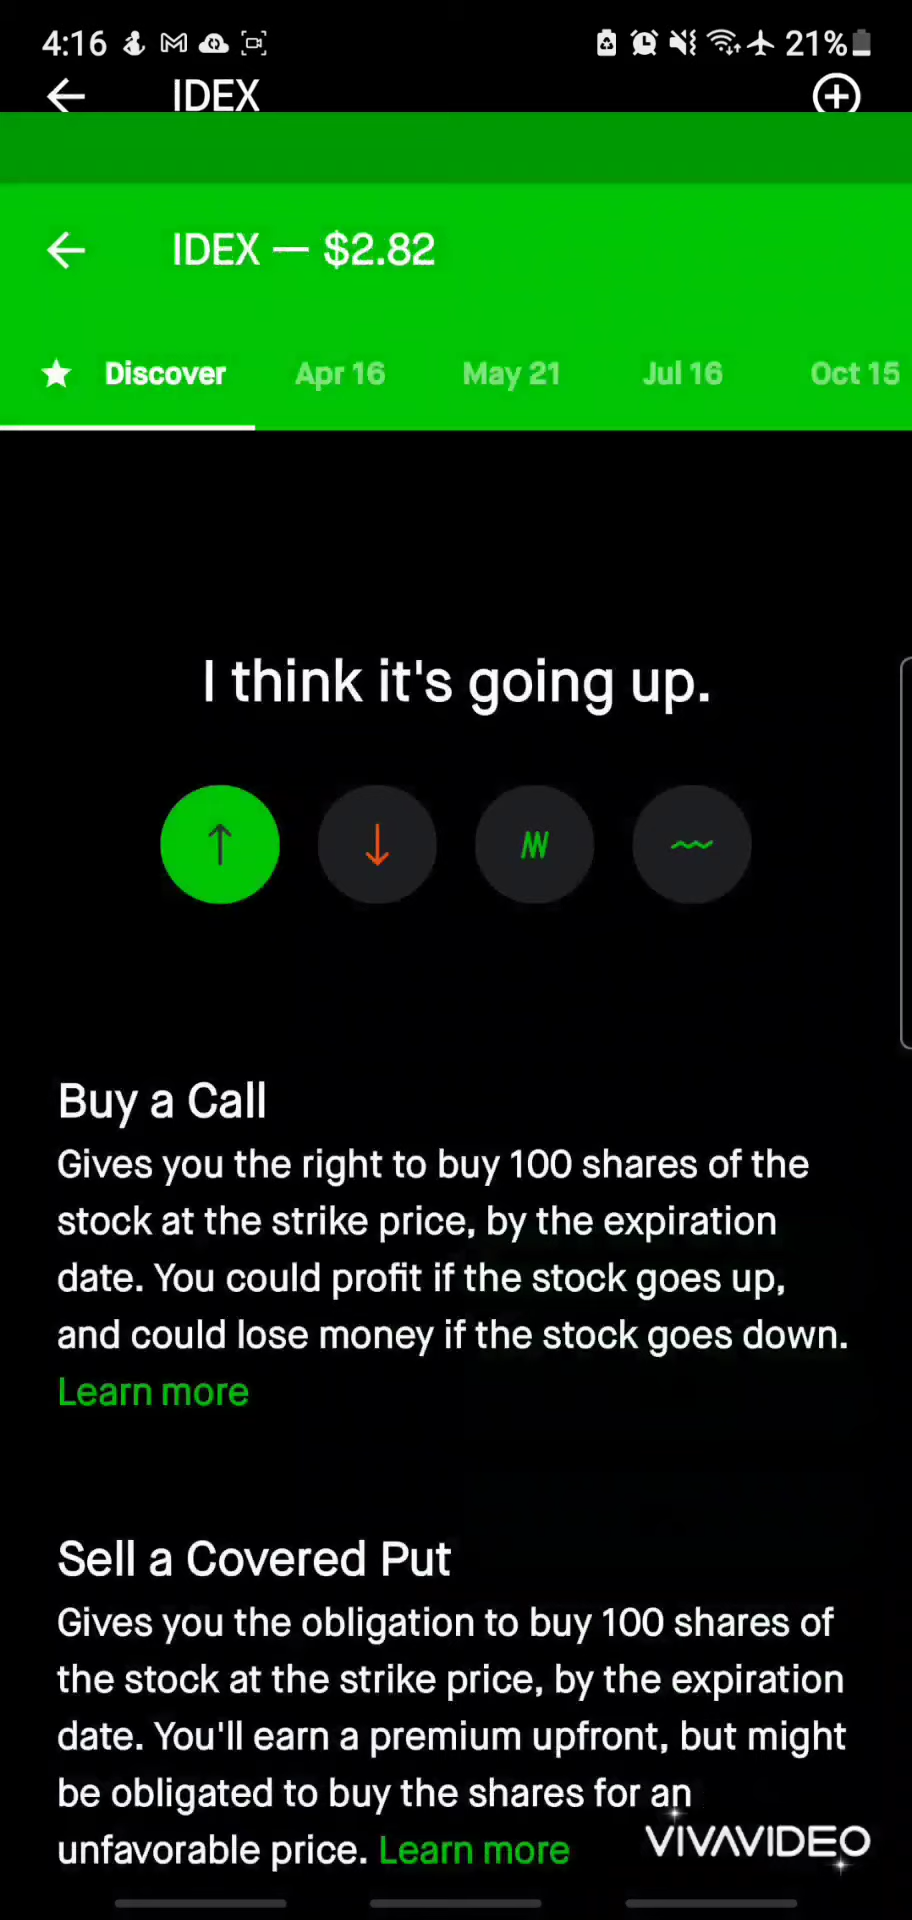 4:16 21%
IDEX
IDEX — $2.82
Discover Apr 16 May 21 Jul 16 Oct 15
I think it's going up.
Buy a Call
Gives you the right to buy 100 shares of the
stock at the strike price, by the expiration
date. You could profit if the stock goes up,
and could lose money if the stock goes down.
Learn more
Sell a Covered Put
Gives you the obligation to buy 100 shares of
the stock at the strike price, by the expiration
date. You'll earn a premium upfront, but might
be obligated to buy the shares for an
unfavorable price. Learn more
VIVAVIDEO